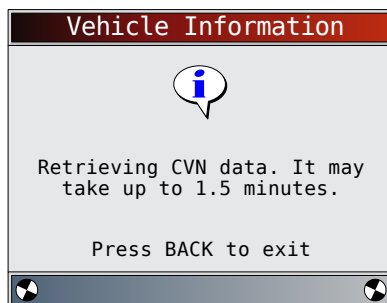 Vehicle Information
i
Retrieving CVN data. It may
take up to 1.5 minutes.
Press BACK to exit